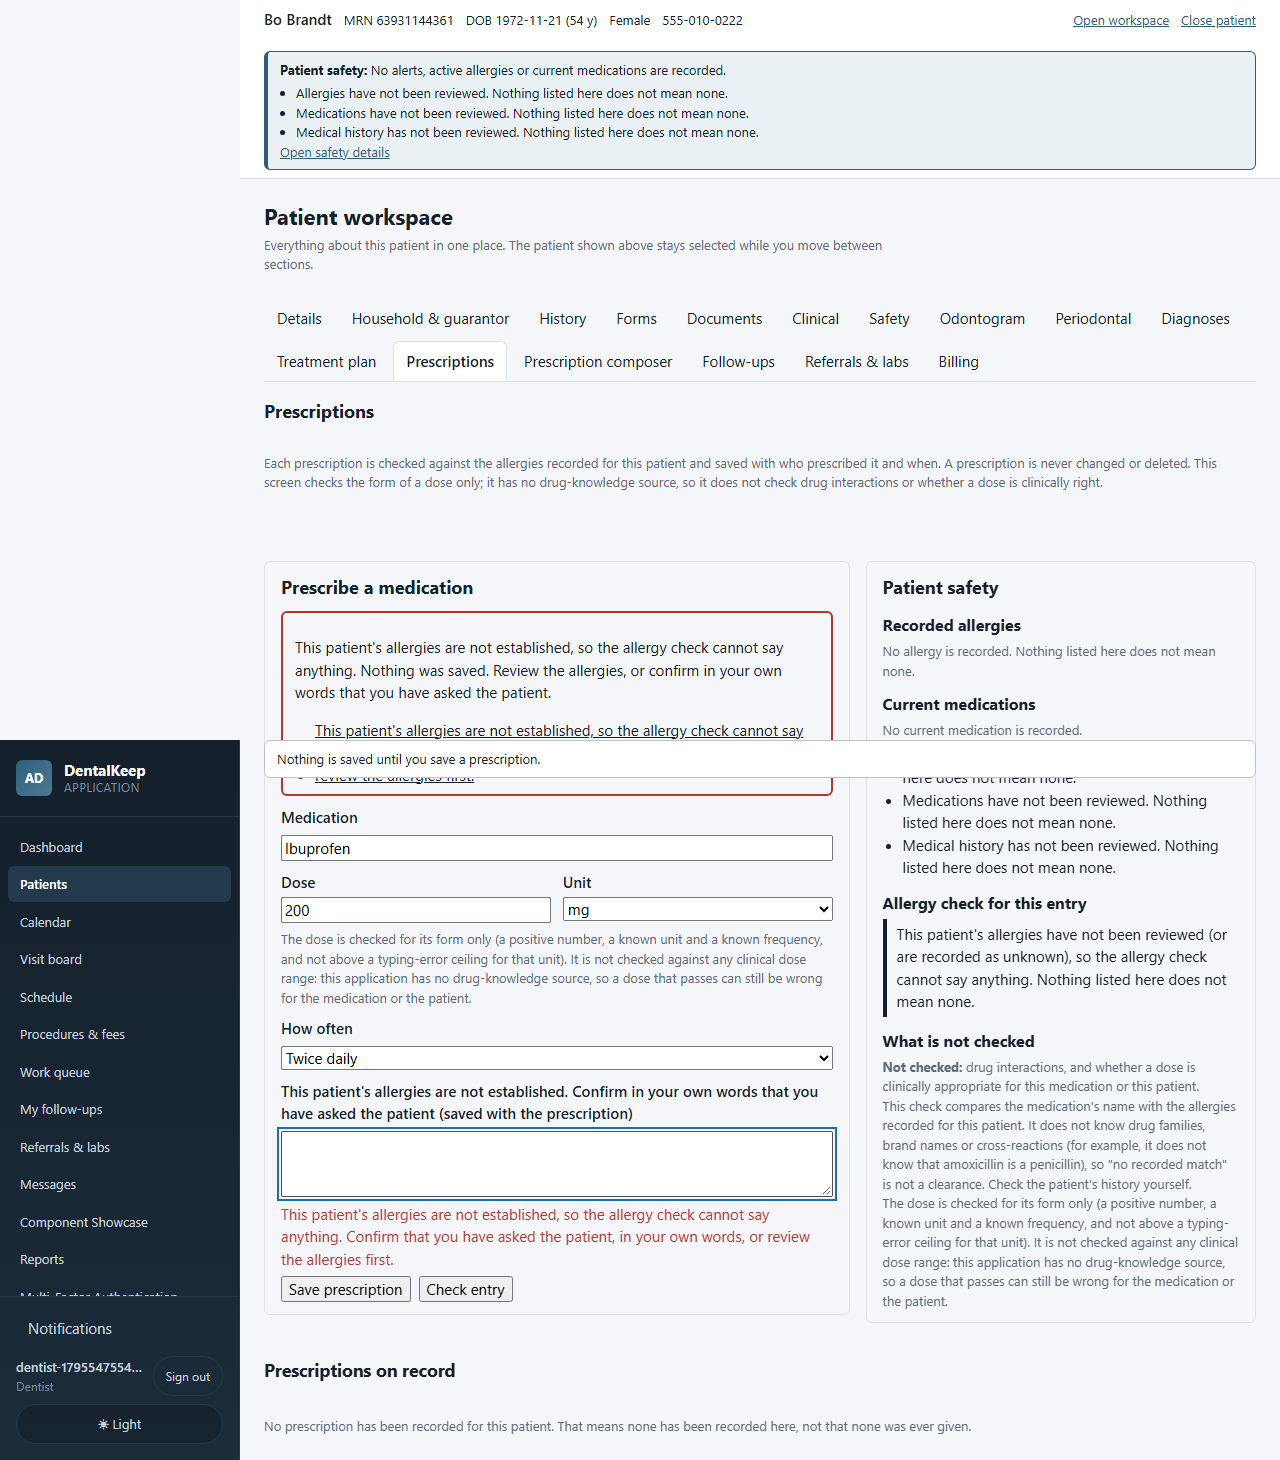 Bo Brandt MRN 63931144361 DOB 1972-11-21 (54 y) Female 555-010-0222 Open workspace Close patient
Patient safety: No alerts, active allergies or current medications are recorded.
Allergies have not been reviewed. Nothing listed here does not mean none.
Medications have not been reviewed. Nothing listed here does not mean none.
Medical history has not been reviewed. Nothing listed here does not mean none.
Open safety details
Patient workspace
Everything about this patient in one place. The patient shown above stays selected while you move between
sections.
Details Household & guarantor History Forms Documents Clinical Safety Odontogram Periodontal Diagnoses
Treatment plan Prescriptions Prescription composer Follow-ups Referrals & labs Billing
Prescriptions
Each prescription is checked against the allergies recorded for this patient and saved with who prescribed it and when. A prescription is never changed or deleted. This
screen checks the form of a dose only; it has no drug-knowledge source, so it does not check drug interactions or whether a dose is clinically right.
Prescribe a medication
This patient's allergies are not established, so the allergy check cannot say
anything. Nothing was saved. Review the allergies, or confirm in your own
words that you have asked the patient.
This patient's allergies are not established, so the allergy check cannot say
Nothing is saved until you save a prescription.
review the allergies first.
Medication
Ibuprofen
Dose Unit
200 mg
The dose is checked for its form only (a positive number, a known unit and a known frequency,
and not above a typing-error ceiling for that unit). It is not checked against any clinical dose
range: this application has no drug-knowledge source, so a dose that passes can still be wrong
for the medication or the patient.
How often
Twice daily
This patient's allergies are not established. Confirm in your own words that you
have asked the patient (saved with the prescription)
This patient's allergies are not established, so the allergy check cannot say
anything. Confirm that you have asked the patient, in your own words, or review
the allergies first.
Save prescription Check entry
Patient safety
Recorded allergies
No allergy is recorded. Nothing listed here does not mean
none.
Current medications
No current medication is recorded.
here does not mean none.
Medications have not been reviewed. Nothing
listed here does not mean none.
Medical history has not been reviewed. Nothing
listed here does not mean none.
Allergy check for this entry
This patient's allergies have not been reviewed (or
are recorded as unknown), so the allergy check
cannot say anything. Nothing listed here does not
mean none.
What is not checked
Not checked: drug interactions, and whether a dose is
clinically appropriate for this medication or this patient.
This check compares the medication's name with the allergies
recorded for this patient. It does not know drug families,
brand names or cross-reactions (for example, it does not
know that amoxicillin is a penicillin), so "no recorded match"
is not a clearance. Check the patient's history yourself.
The dose is checked for its form only (a positive number, a
known unit and a known frequency, and not above a typing-
error ceiling for that unit). It is not checked against any clinical
dose range: this application has no drug-knowledge source,
so a dose that passes can still be wrong for the medication or
the patient.
Prescriptions on record
No prescription has been recorded for this patient. That means none has been recorded here, not that none was ever given.
AD DentalKeep
APPLICATION
Dashboard
Patients
Calendar
Visit board
Schedule
Procedures & fees
Work queue
My follow-ups
Referrals & labs
Messages
Component Showcase
Reports
Multi-Factor Authentication
Notifications
dentist-1795547554...
Dentist
Sign out
☀ Light